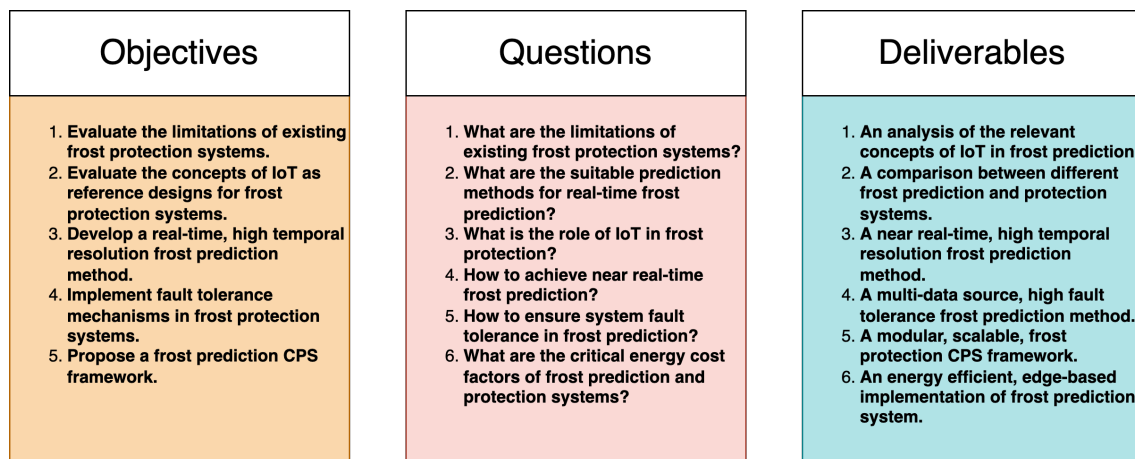 Objectives
1. Evaluate the limitations of existing
frost protection systems.
2. Evaluate the concepts of IoT as
reference designs for frost
protection systems.
3. Develop a real-time, high temporal
resolution frost prediction
method.
4. Implement fault tolerance
mechanisms in frost protection
systems.
5. Propose a frost prediction CPS
framework.
Questions
1. What are the limitations of
existing frost protection systems?
2. What are the suitable prediction
methods for real-time frost
prediction?
3. What is the role of IoT in frost
protection?
4. How to achieve near real-time
frost prediction?
5. How to ensure system fault
tolerance in frost prediction?
6. What are the critical energy cost
factors of frost prediction and
protection systems?
Deliverables
1. An analysis of the relevant
concepts of IoT in frost prediction
2. A comparison between different
frost prediction and protection
systems.
3. A near real-time, high temporal
resolution frost prediction
method.
4. A multi-data source, high fault
tolerance frost prediction method.
5. A modular, scalable, frost
protection CPS framework.
6. An energy efficient, edge-based
implementation of frost prediction
system.